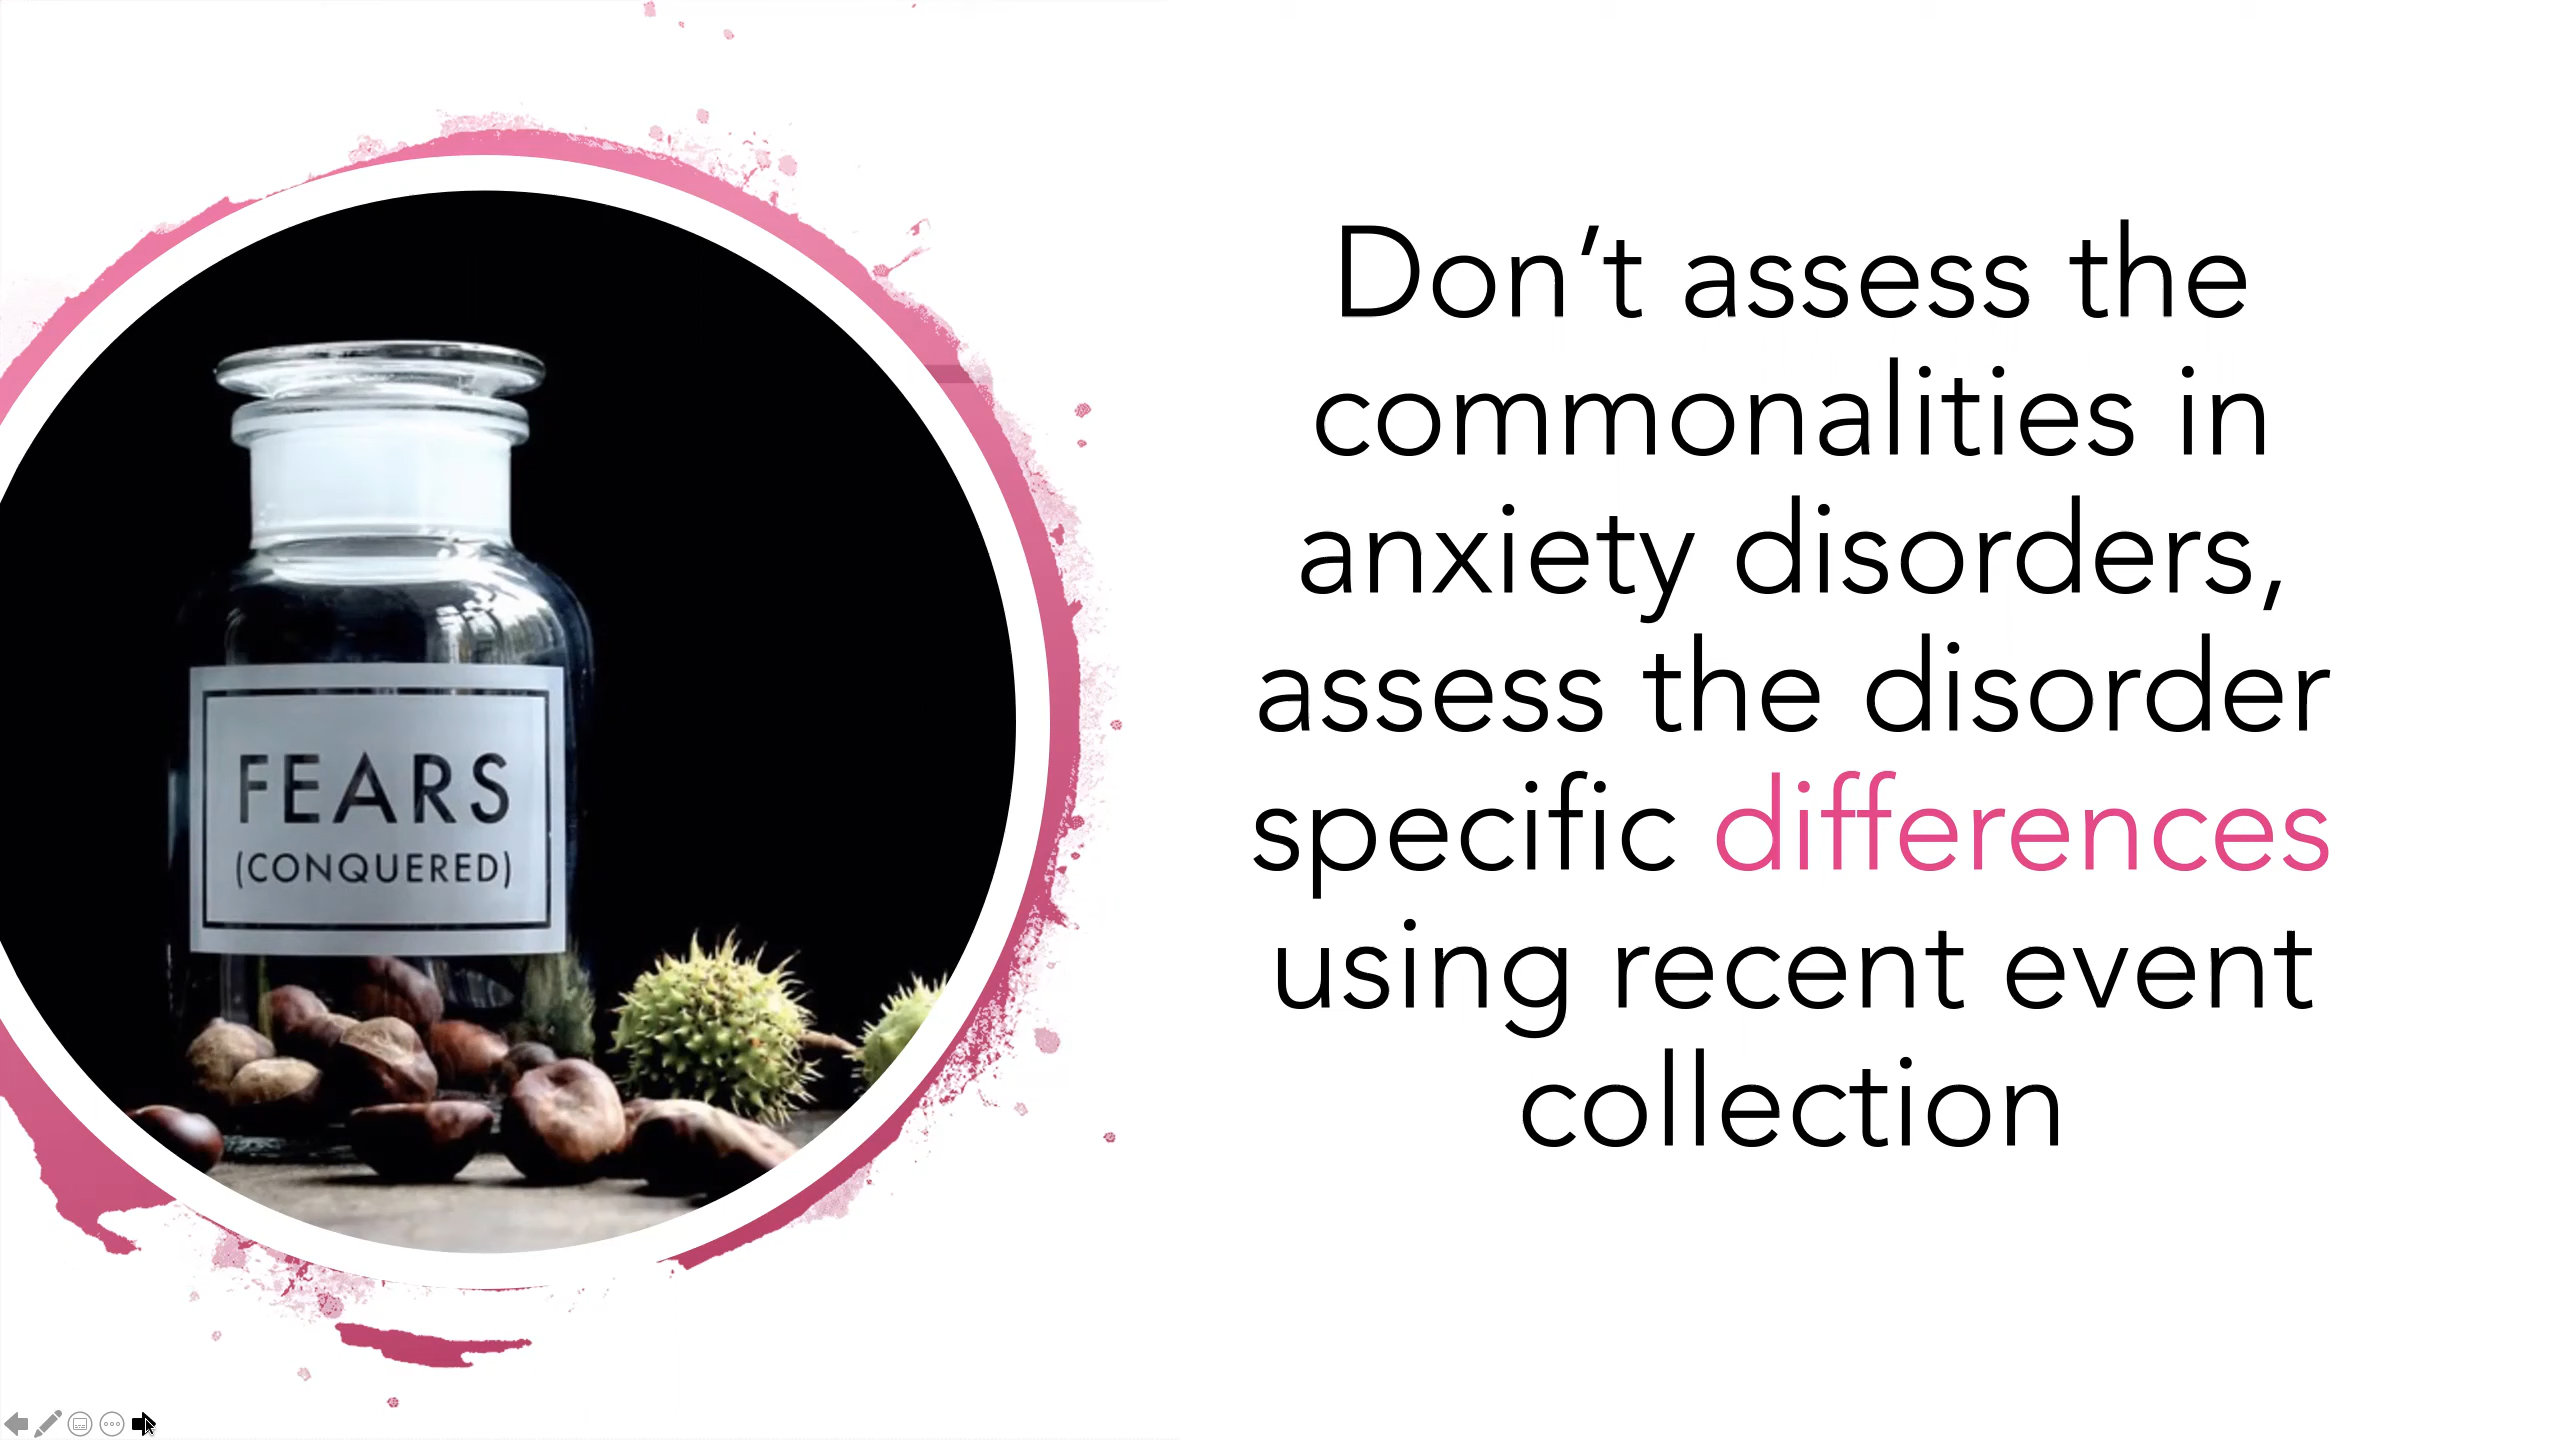 FEARS
(CONQUERED)
Don’t assess the
commonalities in
anxiety disorders,
assess the disorder
specific differences
using recent event
collection